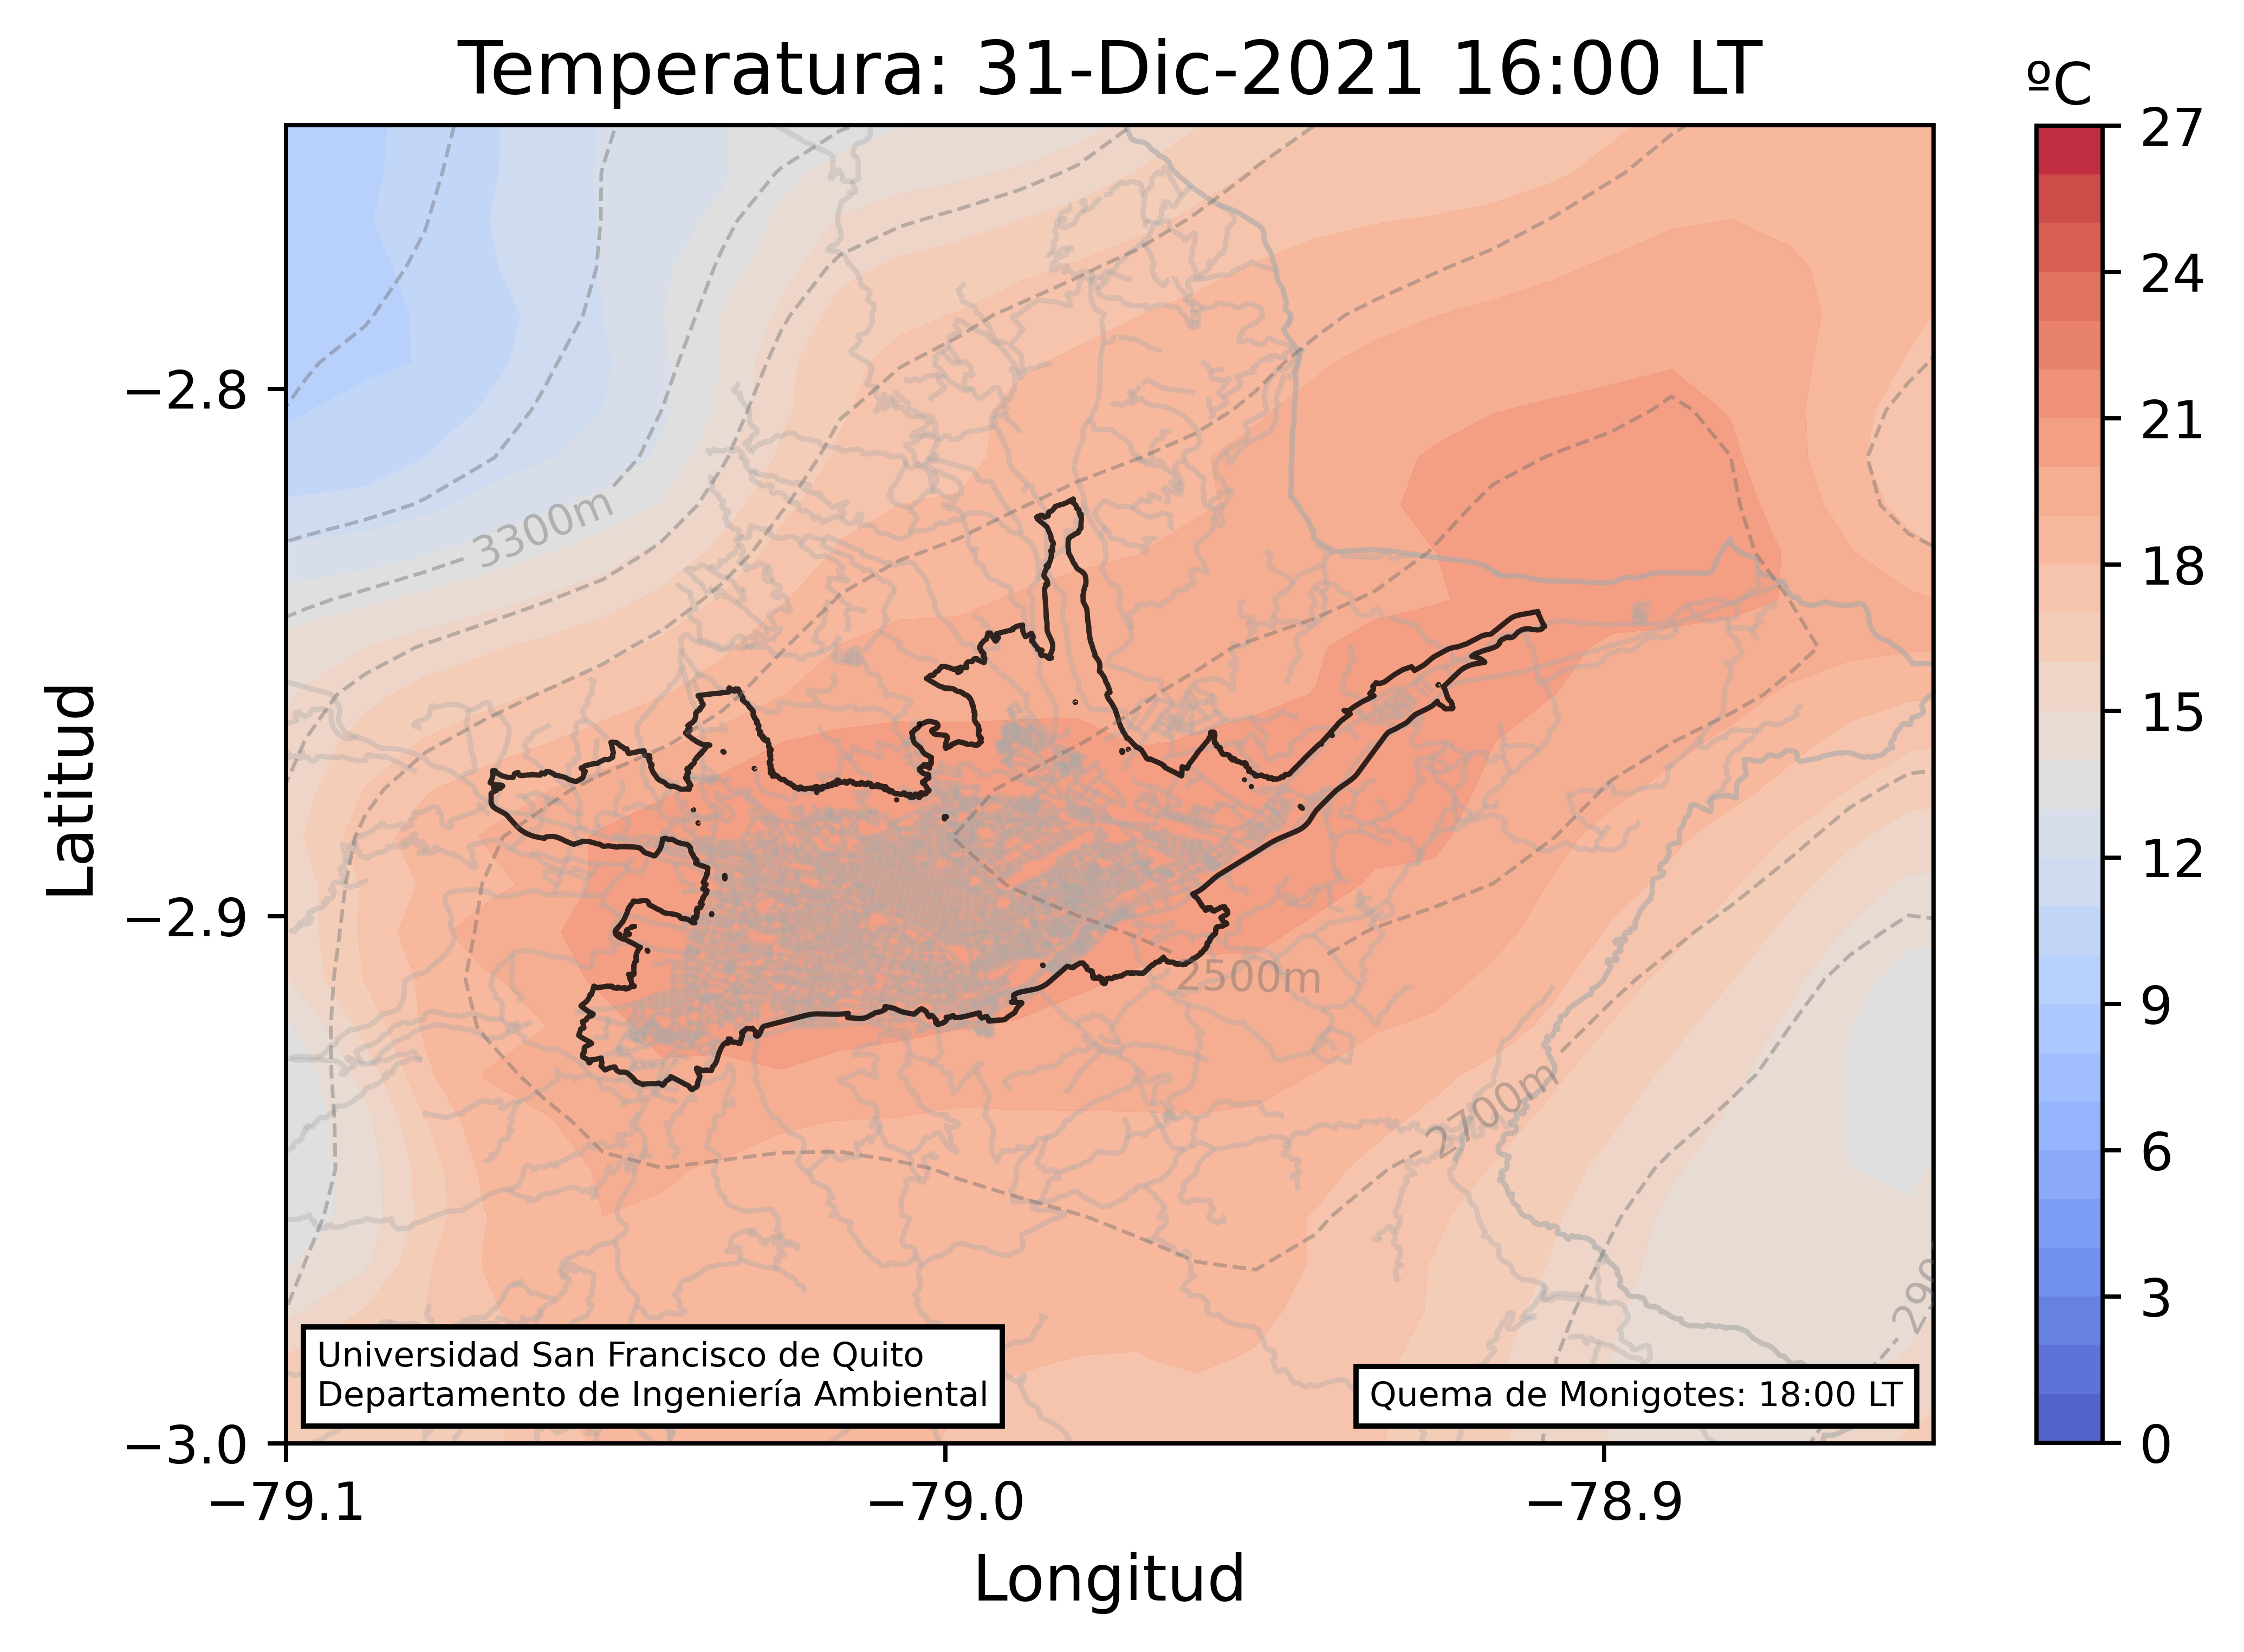 Temperatura: 31-Dic-2021 16:00 LT
ºC
27
24
21
18
15
12
9
6
3
0
Latitud
−2.8
−2.9
−3.0
3300m
2500m
2700m
290
Universidad San Francisco de Quito
Departamento de Ingeniería Ambiental
Quema de Monigotes: 18:00 LT
−79.1
−79.0
−78.9
Longitud